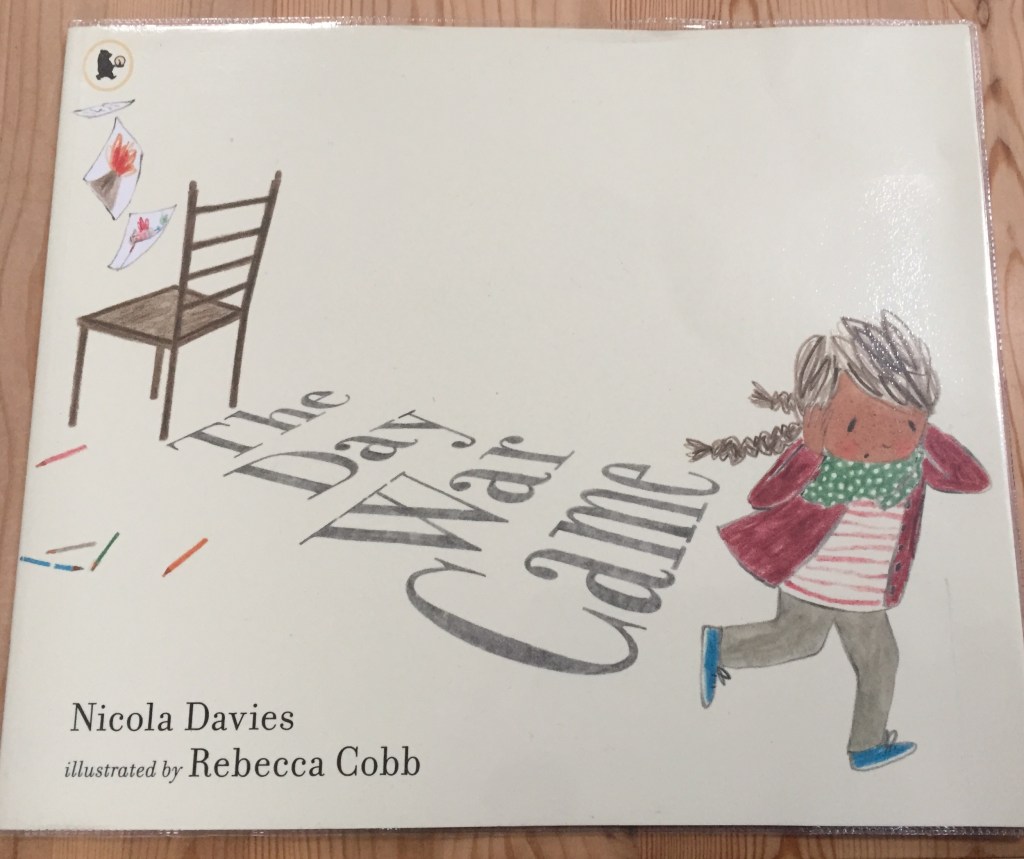 The
Day
War
Came
Nicola Davies
illustrated by Rebecca Cobb